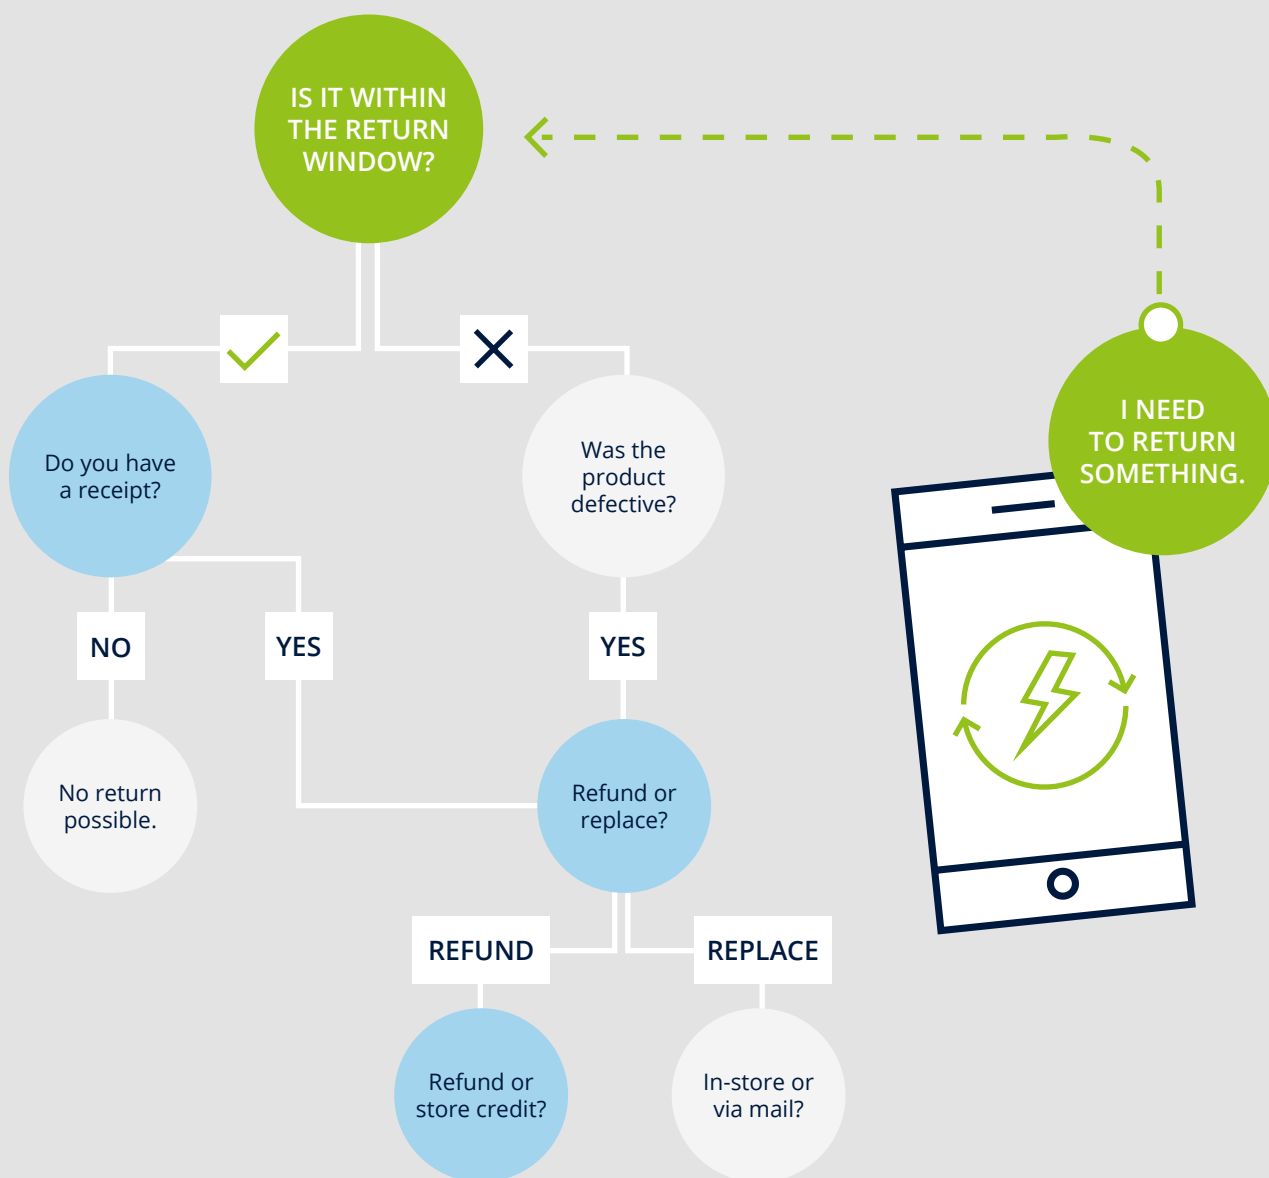 IS IT WITHIN
THE RETURN
WINDOW?
I NEED
TO RETURN
SOMETHING.
Do you have
a receipt?
Was the
product
defective?
NO
YES
YES
No return
possible.
Refund or
replace?
REFUND
REPLACE
Refund or
store credit?
In-store or
via mail?